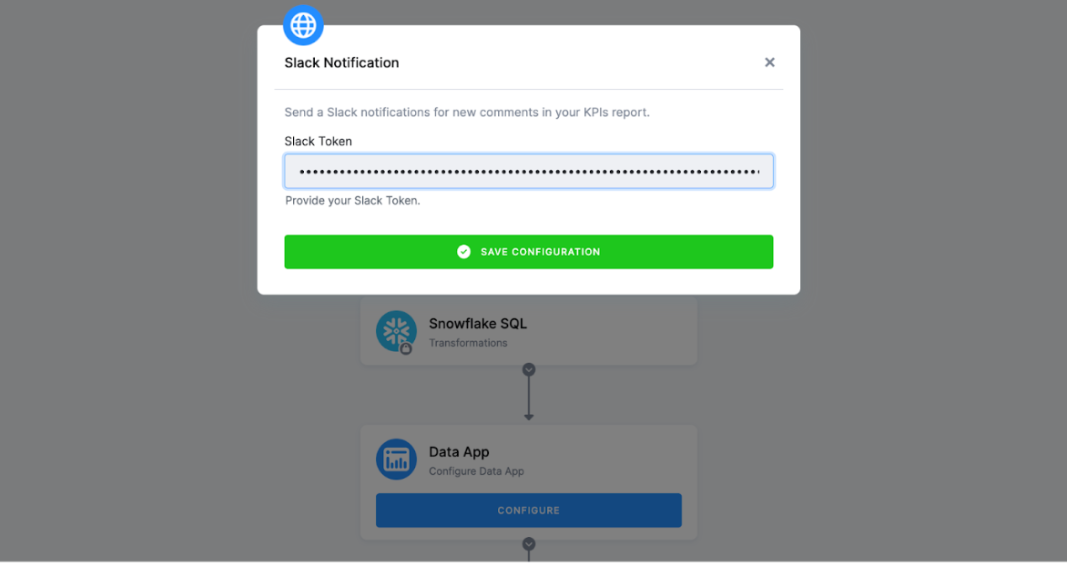 Slack Notification
Send a Slack notifications for new comments in your KPIs report.
Slack Token
Provide your Slack Token.
SAVE CONFIGURATION
Snowflake SQL
Transformations
Data App
Configure Data App
CONFIGURE